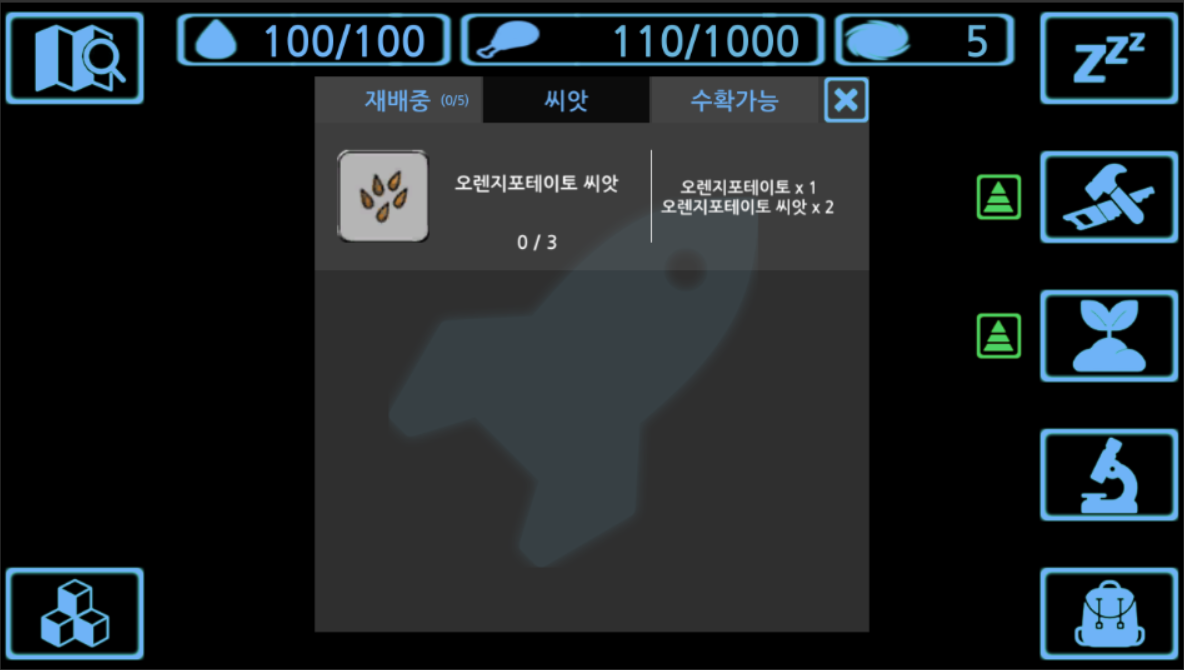 100/100
110/1000
5
zzz
재배중 (0/5)
씨앗
수확가능
오렌지포테이토 씨앗
0 / 3
오렌지포테이토 x 1
오렌지포테이토 씨앗 x 2